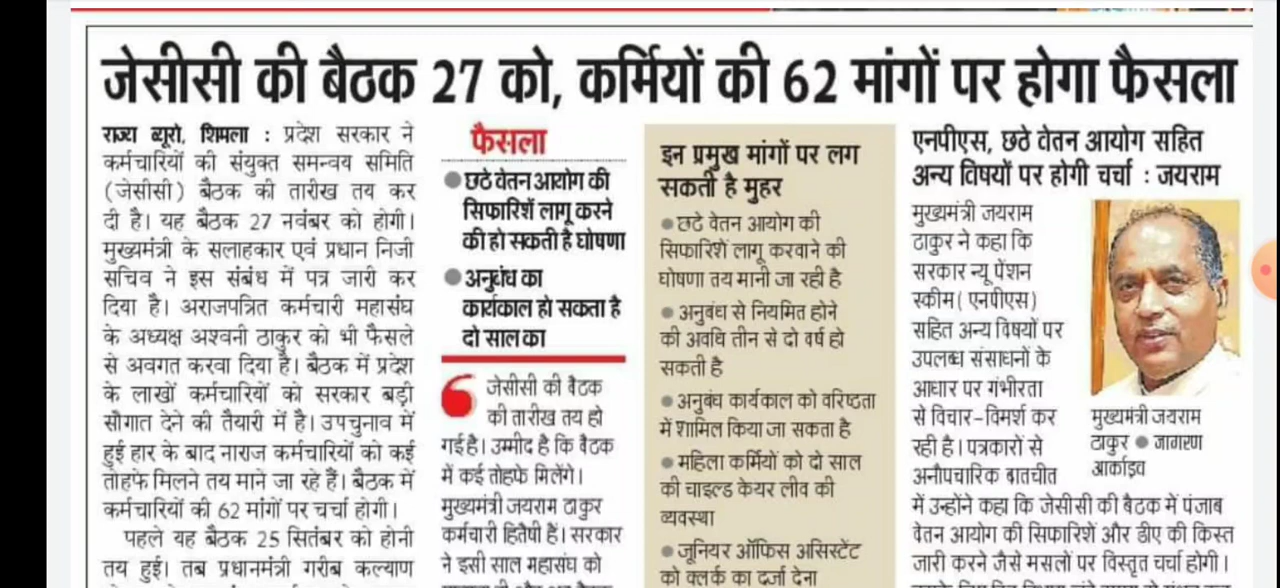 जेसीसी की बैठक 27 को, कर्मियों की 62 मांगों पर होगा फैसला
राज्य ब्यूरो, शिमला : प्रदेश सरकार ने
कर्मचारियों की संयुक्त समन्वय समिति
(जेसीसी) बैठक की तारीख तय कर
दी है। यह बैठक 27 नवंबर को होगी।
मुख्यमंत्री के सलाहकार एवं प्रधान निजी
सचिव ने इस संबंध में पत्र जारी कर
दिया है। अराजपत्रित कर्मचारी महासंघ
के अध्यक्ष अश्वनी ठाकुर को भी फैसले
से अवगत करवा दिया है। बैठक में प्रदेश
के लाखों कर्मचारियों को सरकार बड़ी
सौगात देने की तैयारी में है। उपचुनाव में
हुई हार के बाद नाराज कर्मचारियों को कई
तोहफे मिलने तय माने जा रहे हैं। बैठक में
कर्मचारियों की 62 मांगों पर चर्चा होगी।
पहले यह बैठक 25 सितंबर को होनी
तय हुई। तब प्रधानमंत्री गरीब कल्याण
फैसला
छठे वेतन आयोग की
सिफारिशें लागू करने
की हो सकती है घोषणा
अनुबंध का
कार्यकाल हो सकता है
दो साल का
जेसीसी की बैठक
की तारीख तय हो
गई है। उम्मीद है कि बैठक
में कई तोहफे मिलेंगे।
मुख्यमंत्री जयराम ठाकुर
कर्मचारी हितैषी हैं। सरकार
ने इसी साल महासंघ को
इन प्रमुख मांगों पर लग
सकती है मुहर
● छठे वेतन आयोग की
सिफारिशें लागू करवाने की
घोषणा तय मानी जा रही है
● अनुबंध से नियमित होने
की अवधि तीन से दो वर्ष हो
सकती है
● अनुबंध कार्यकाल को वरिष्ठता
में शामिल किया जा सकता है
● महिला कर्मियों को दो साल
की चाइल्ड केयर लीव की
व्यवस्था
● जूनियर ऑफिस असिस्टेंट
को क्लर्क का दर्जा देना
एनपीएस, छठे वेतन आयोग सहित
अन्य विषयों पर होगी चर्चा : जयराम
मुख्यमंत्री जयराम
ठाकुर ने कहा कि
सरकार न्यू पेंशन
स्कीम( एनपीएस)
सहित अन्य विषयों पर
उपलब्ध संसाधनों के
आधार पर गंभीरता
से विचार-विमर्श कर
रही है। पत्रकारों से
अनौपचारिक बातचीत
में उन्होंने कहा कि जेसीसी की बैठक में पंजाब
वेतन आयोग की सिफारिशें और डीए की किस्त
जारी करने जैसे मसलों पर विस्तृत चर्चा होगी।
मुख्यमंत्री जयराम
ठाकुर ● जागरण
आर्काइव